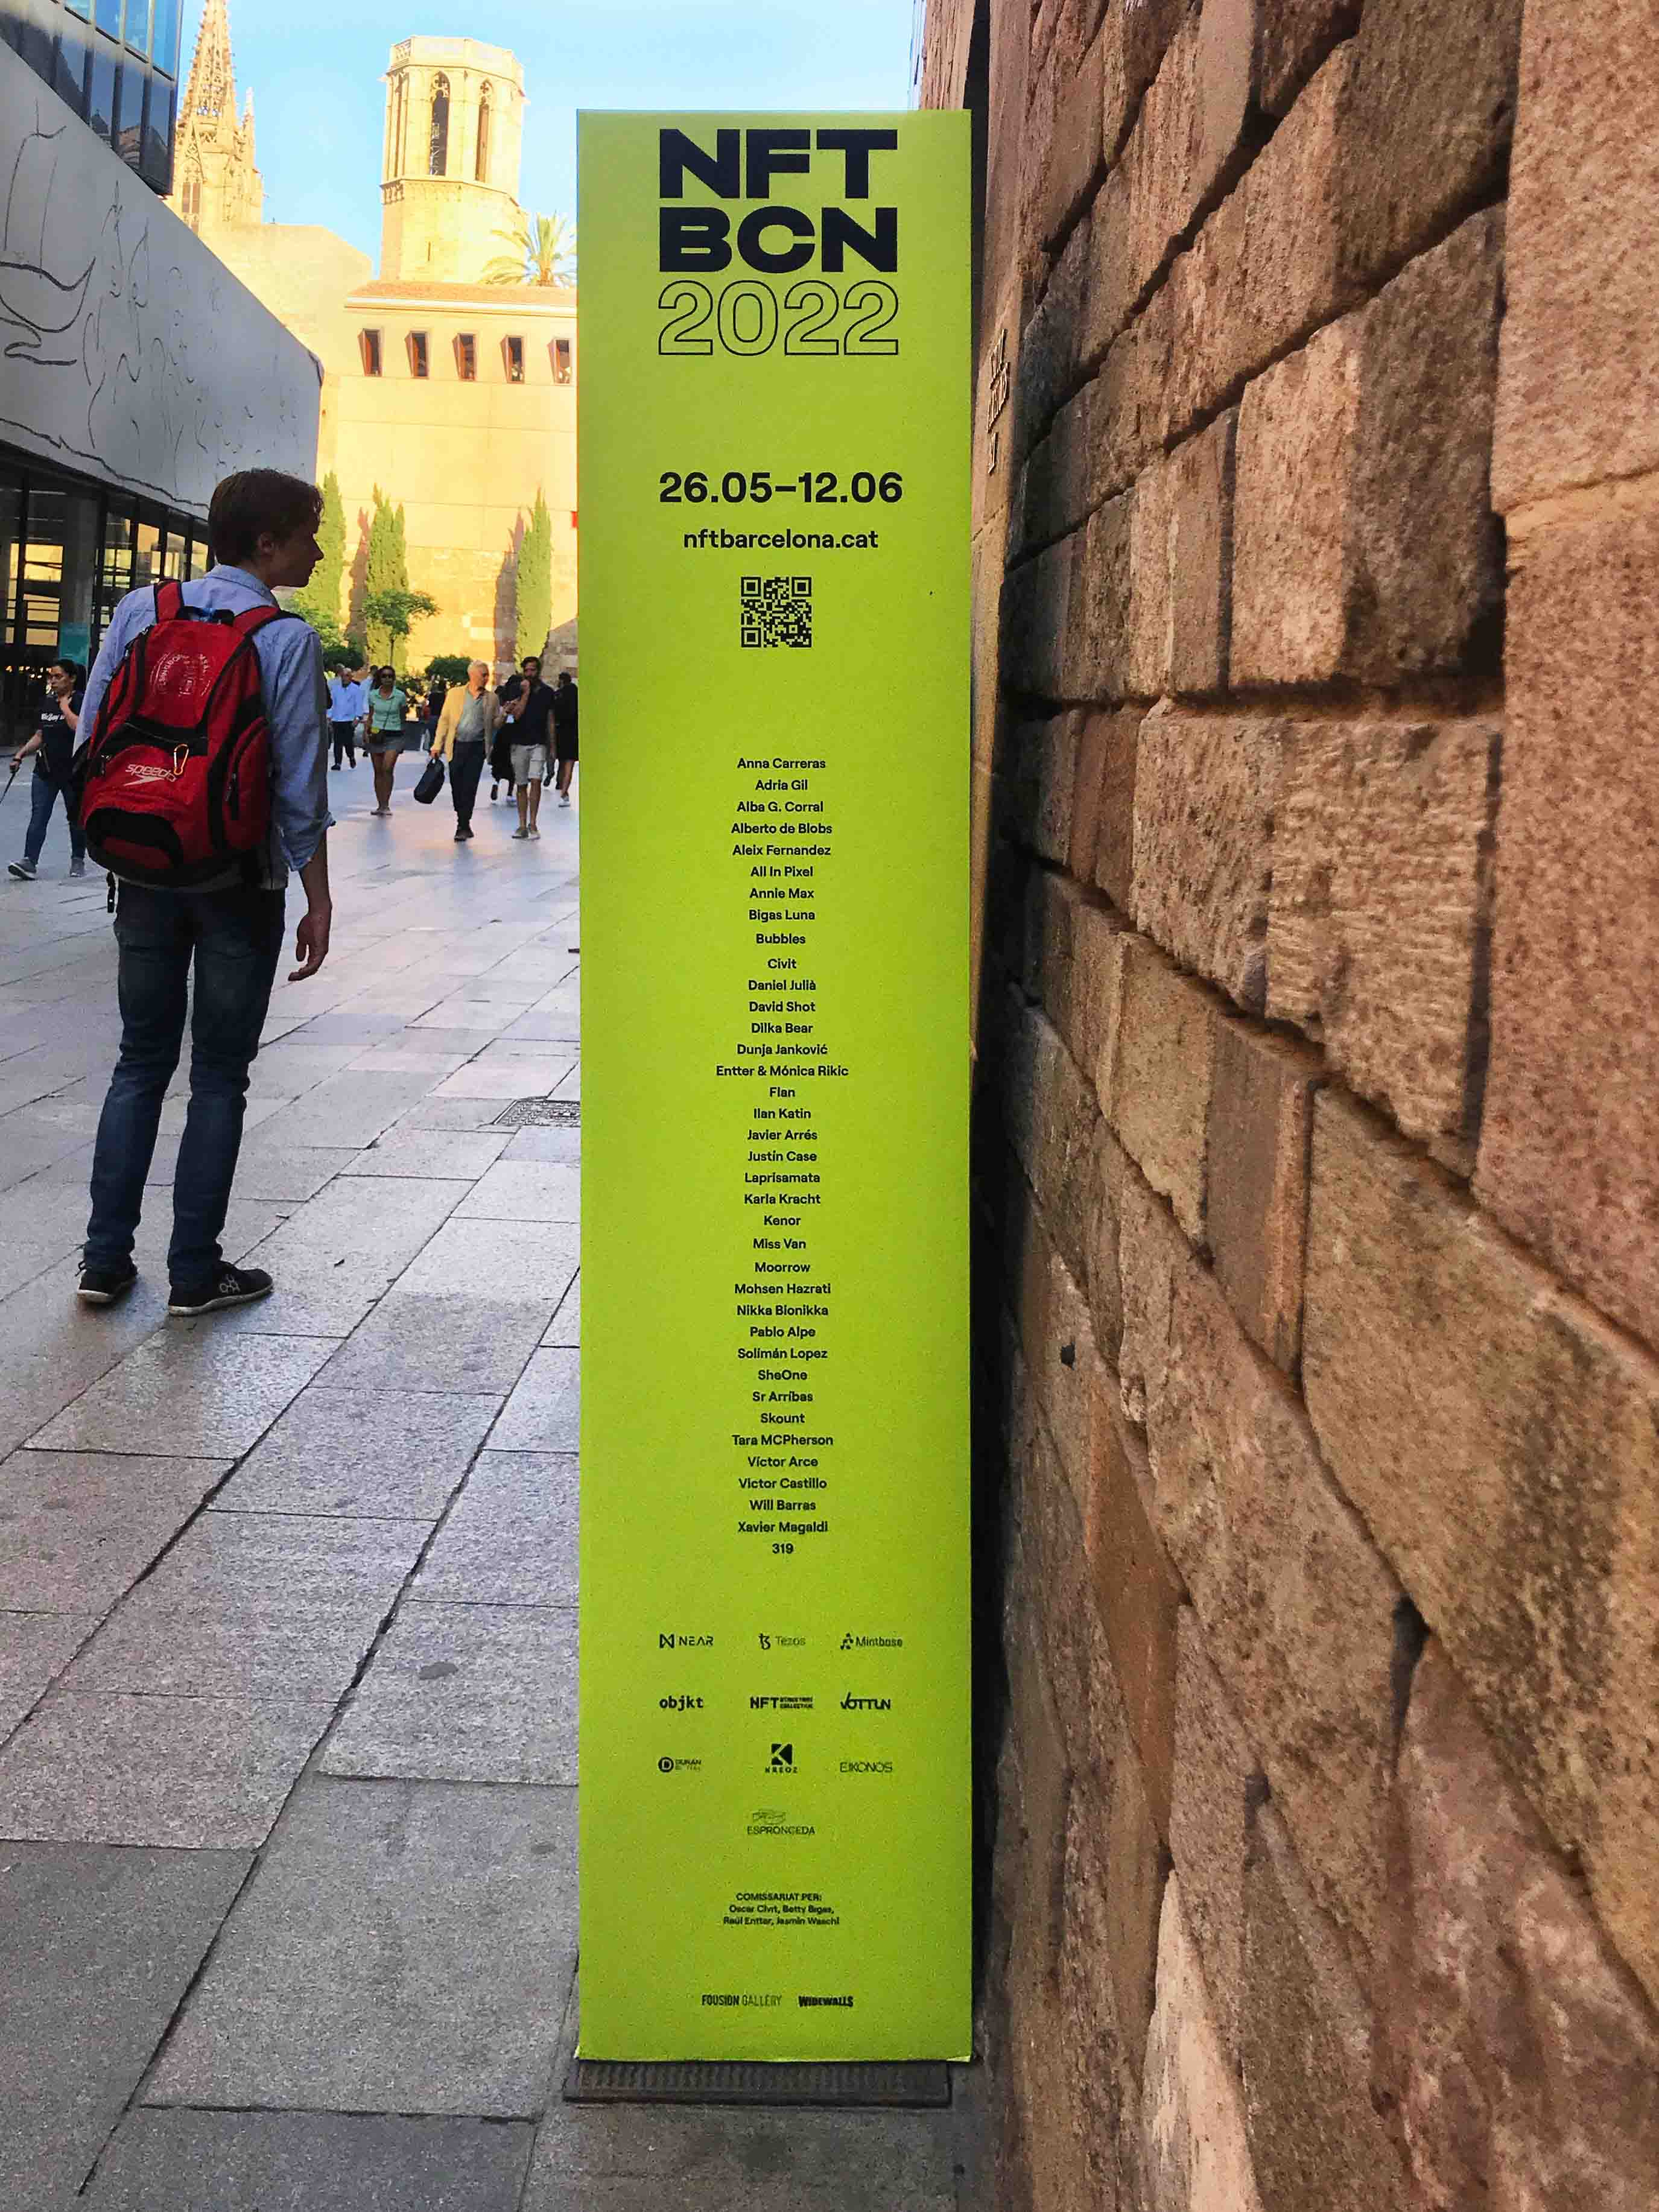 NFT
BCN
2022
26.05–12.06
nftbarcelona.cat
Anna Carreras
Adria Gil
Alba G. Corral
Alberto de Blobs
Aleix Fernandez
All In Pixel
Annie Max
Bigas Luna
Bubbles
Civit
Daniel Julià
David Shot
Dilka Bear
Dunja Janković
Entter & Mónica Rikic
Flan
Ilan Katin
Javier Arrés
Justin Case
Laprisamata
Karla Kracht
Kenor
Miss Van
Moorrow
Mohsen Hazrati
Nikka Bionikka
Pablo Alpe
Solimán Lopez
SheOne
Sr Arribas
Skount
Tara MCPherson
Víctor Arce
Victor Castillo
Will Barras
Xavier Magaldi
319
NEAR Tezos Mintbase
objkt NFT VOTTUN
KREOZ EIKONOS
ESPRONCEDA
COMISSARIAT PER:
Oscar Civit, Betty Bigas,
Raül Entter, Jasmin Waschl
FOUSION GALLERY WIDEWALLS
speedo